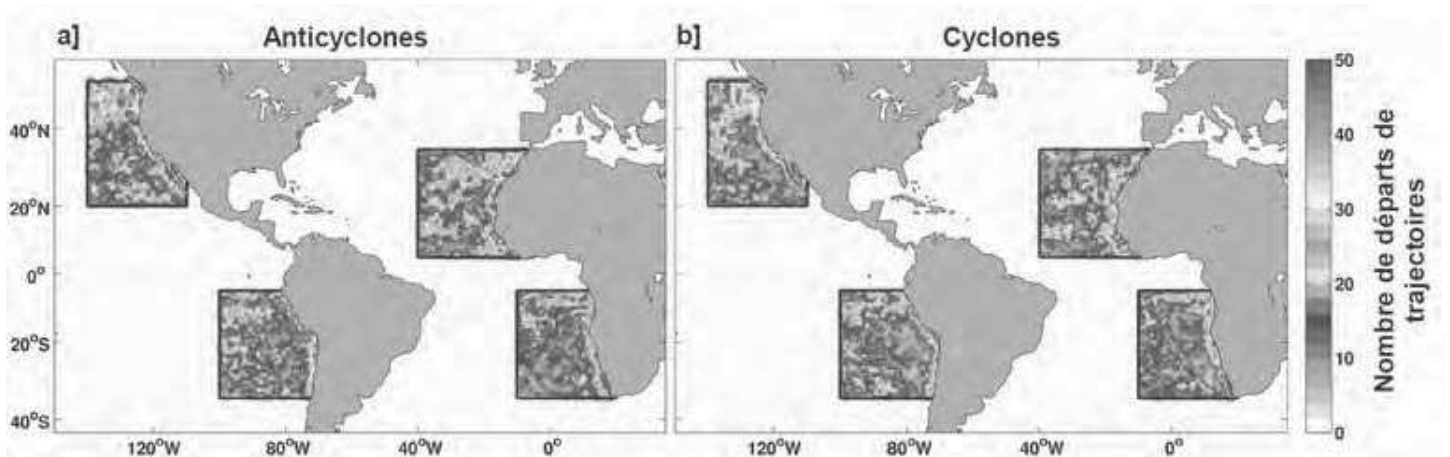 a] Anticyclones b] Cyclones
50
40
30
20
10
0
Nombre de départs de
trajectoires
40°N
20°N
0°
20°S
40°S
120°W 80°W 40°W 0° 120°W 80°W 40°W 0°